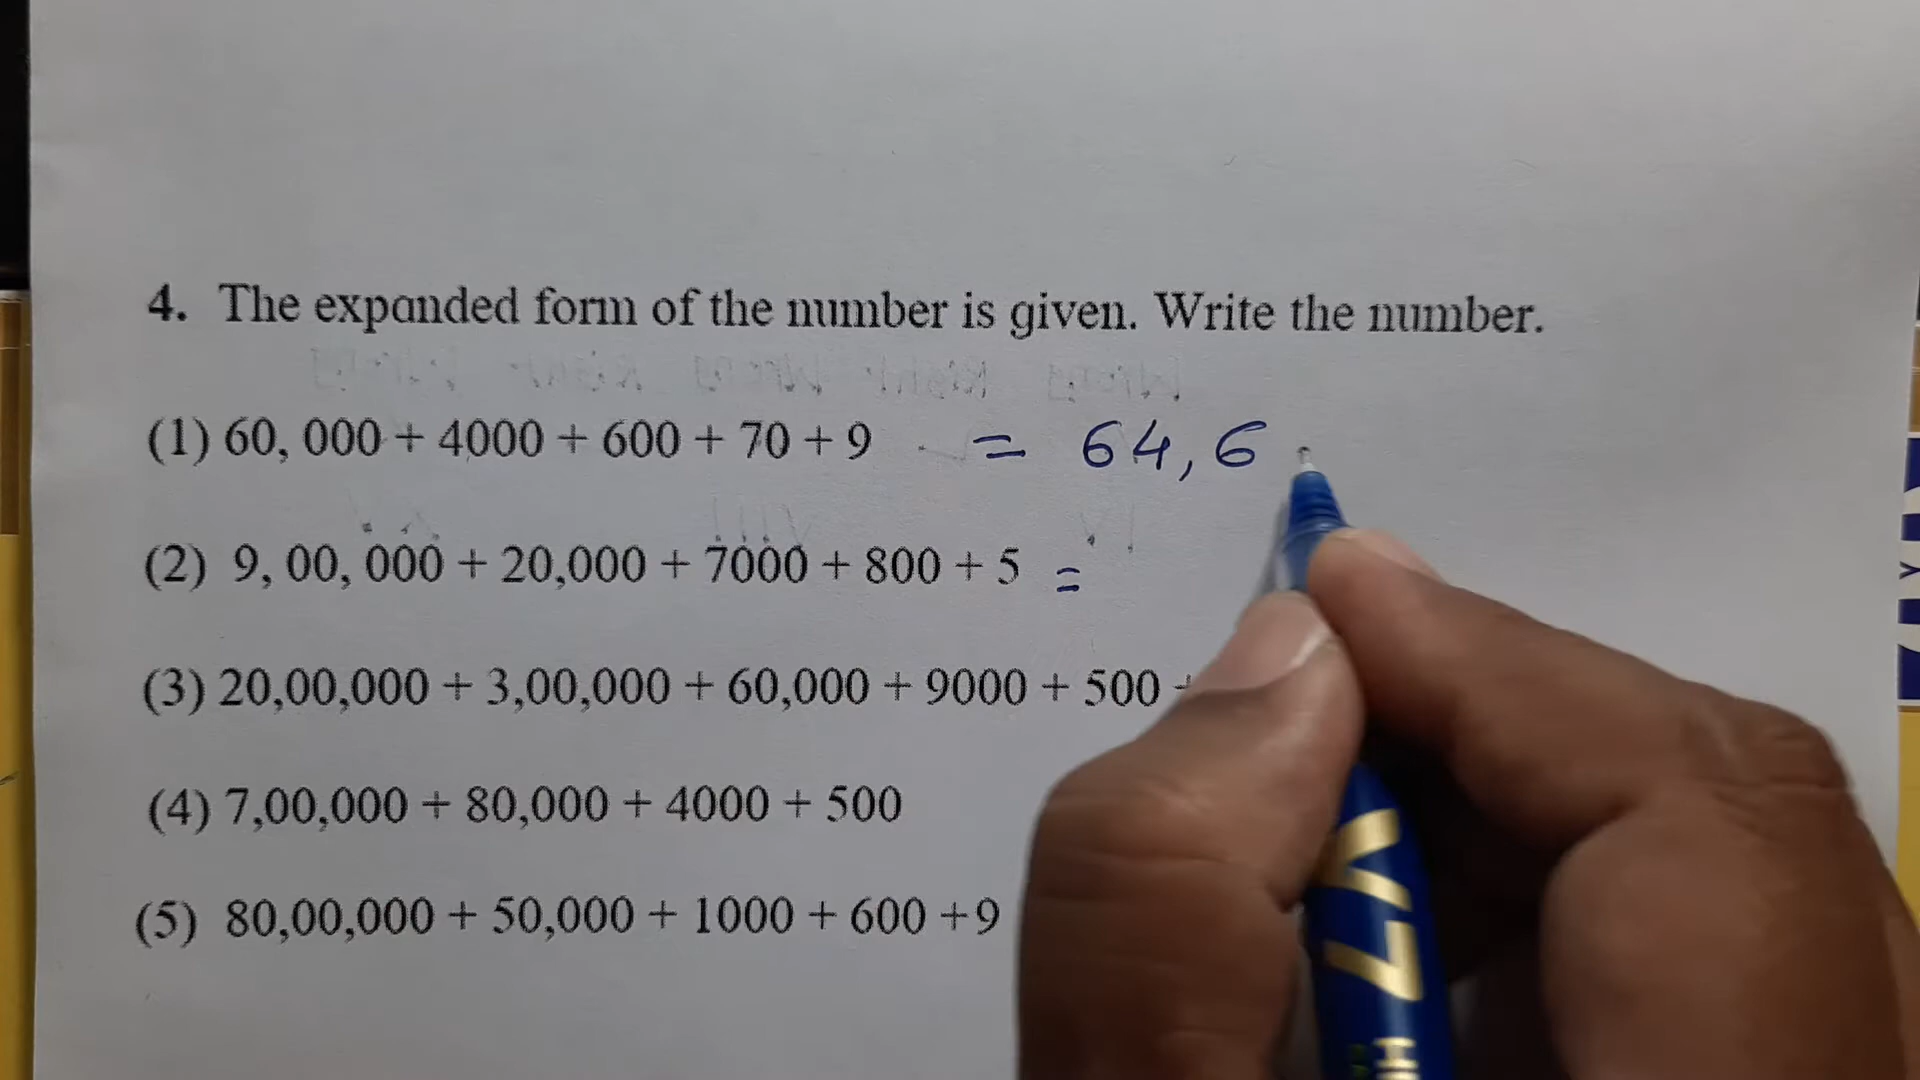 4. The expanded form of the number is given. Write the number.
(1) 60, 000 + 4000 + 600 + 70 + 9 = 64,6
(2) 9, 00, 000 + 20,000 + 7000 + 800 + 5 =
(3) 20,00,000 + 3,00,000 + 60,000 + 9000 + 500
(4) 7,00,000 + 80,000 + 4000 + 500
(5) 80,00,000 + 50,000 + 1000 + 600 +9
V7